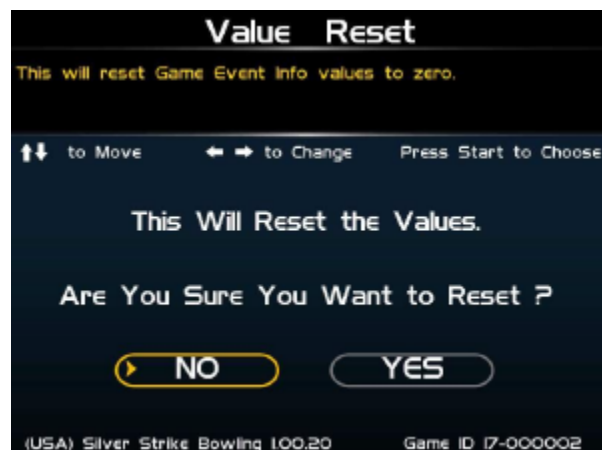 Value Reset
This will reset Game Event Info values to zero.
to Move to Change Press Start to Choose
This Will Reset the Values.
Are You Sure You Want to Reset ?
NO YES
(USA) Silver Strike Bowling 1.00.20 Game ID 17-000002